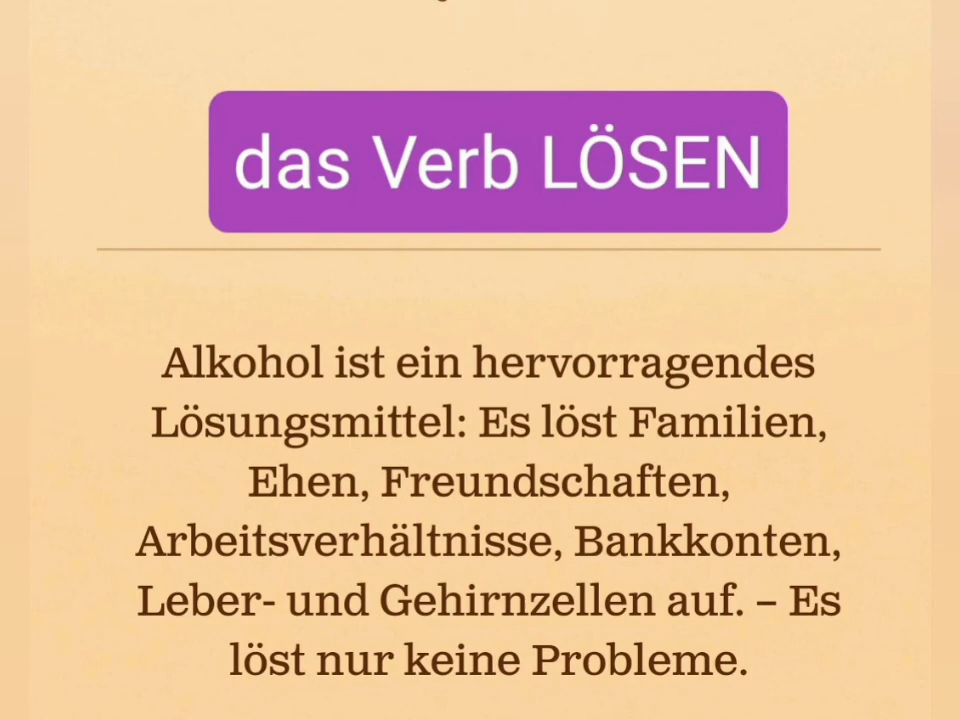 das Verb LÖSEN
Alkohol ist ein hervorragendes
Lösungsmittel: Es löst Familien,
Ehen, Freundschaften,
Arbeitsverhältnisse, Bankkonten,
Leber- und Gehirnzellen auf. – Es
löst nur keine Probleme.